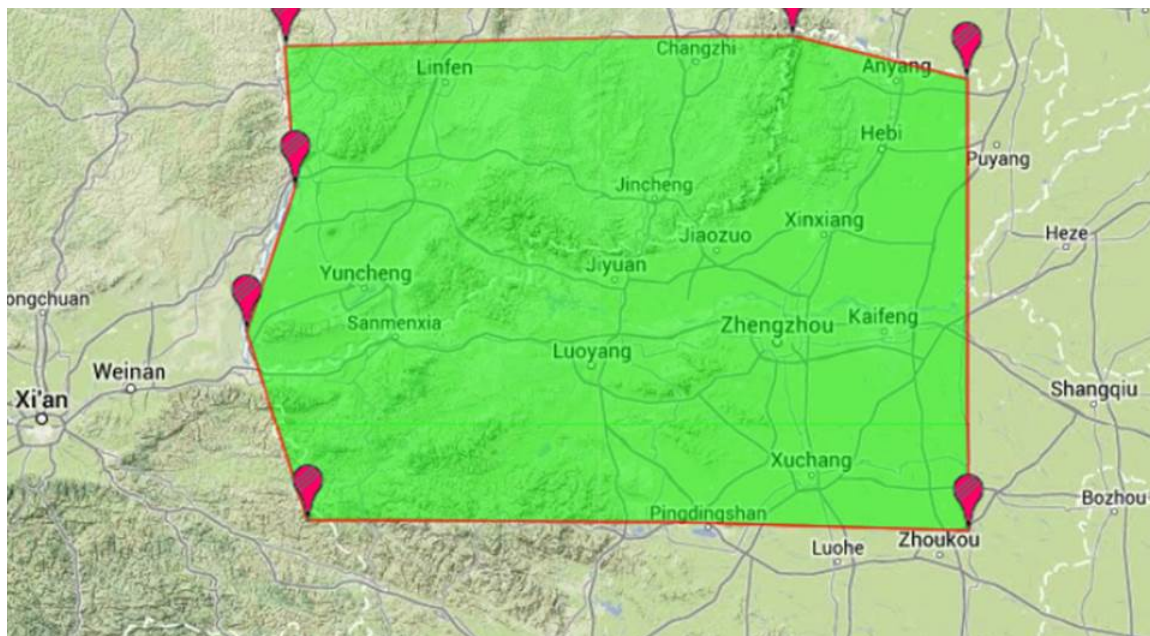 Changzhi
Linfen
Anyang
Hebi
Puyang
Jincheng
Xinxiang
Jiaozuo
Heze
Jiyuan
Yuncheng
ongchuan
Sanmenxia
Zhengzhou
Kaifeng
Luoyang
Weinan
Shangqiu
Xi'an
Xuchang
Bozhou
Pingdingshan
Zhoukou
Luohe